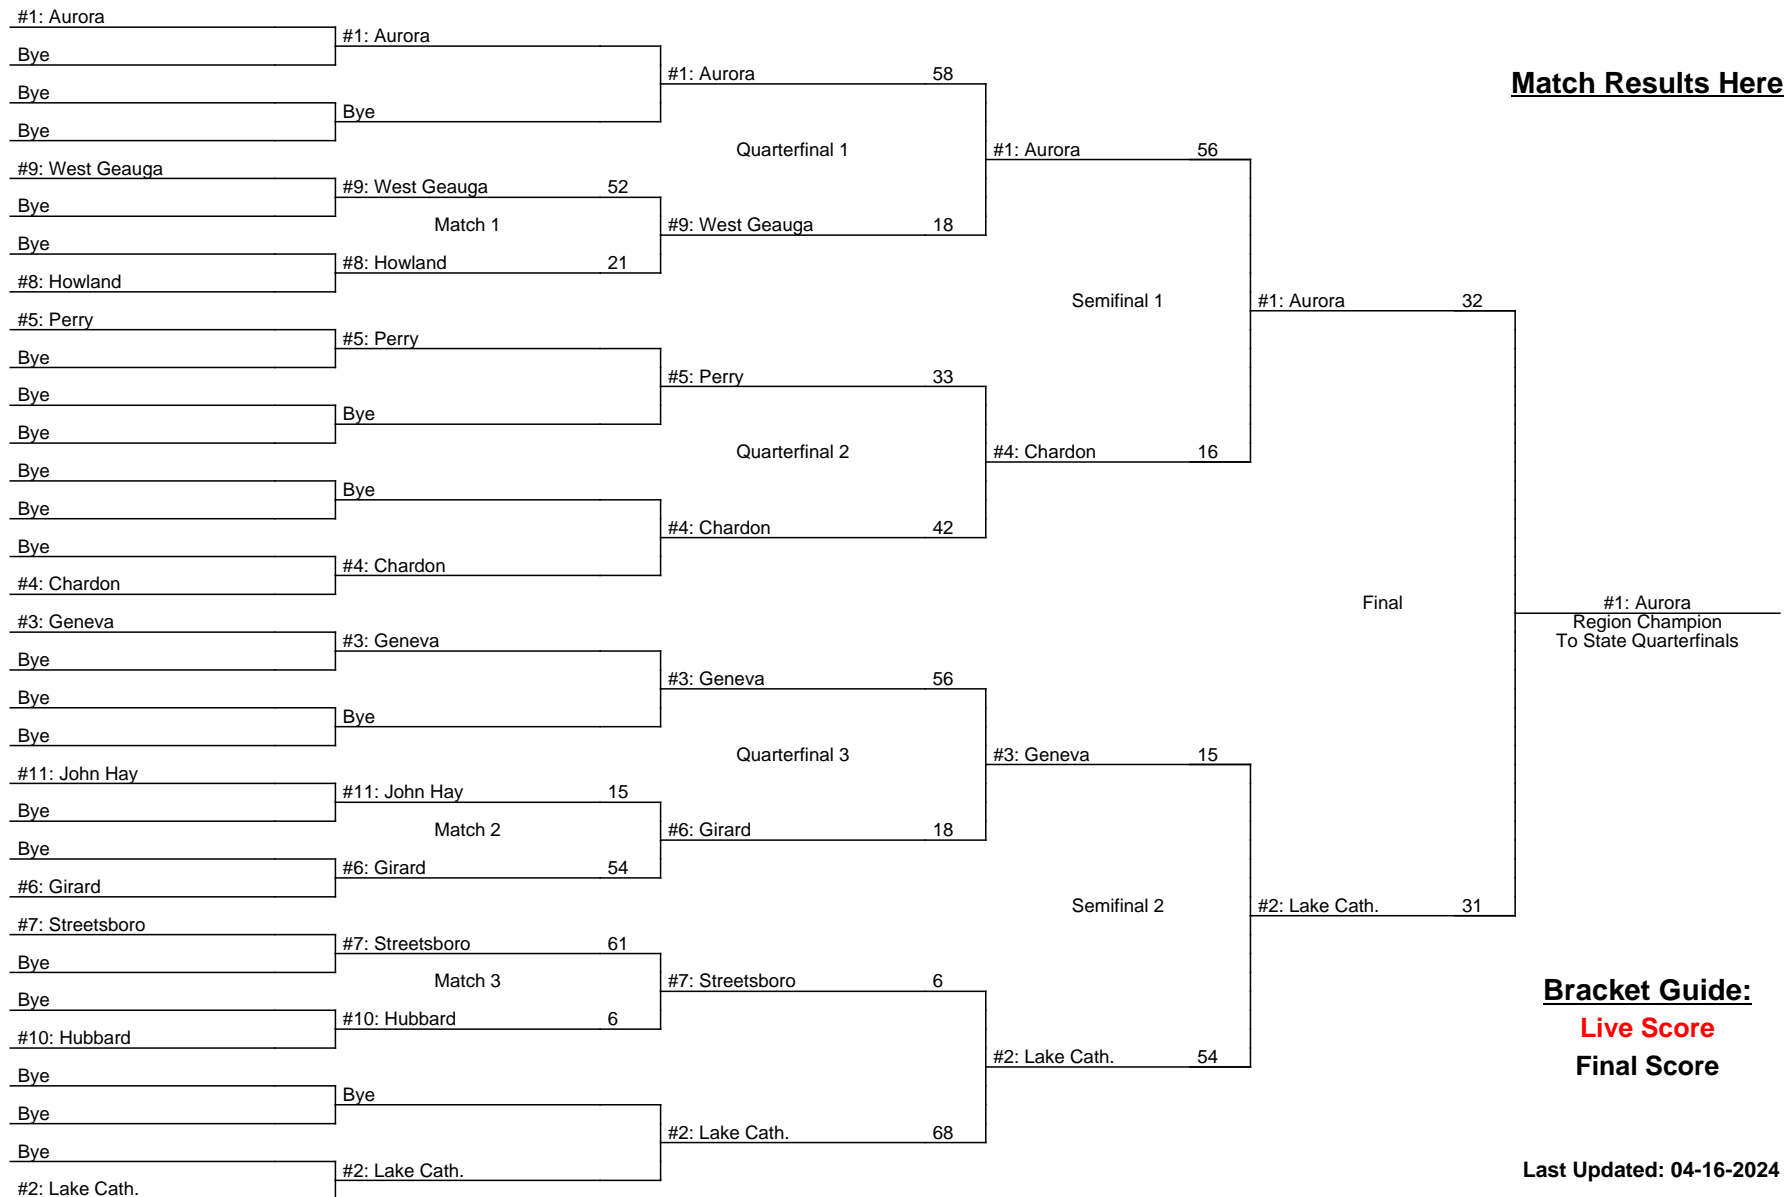 #1: Aurora
Bye
Bye
Bye
#9: West Geauga
Bye
Bye
#8: Howland
#5: Perry
Bye
Bye
Bye
Bye
Bye
Bye
#4: Chardon
#3: Geneva
Bye
Bye
Bye
#11: John Hay
Bye
Bye
#6: Girard
#7: Streetsboro
Bye
Bye
#10: Hubbard
Bye
Bye
Bye
#2: Lake Cath.
#1: Aurora
Bye
#9: West Geauga 52
Match 1
#8: Howland 21
#5: Perry
Bye
Bye
#4: Chardon
#3: Geneva
Bye
#11: John Hay 15
Match 2
#6: Girard 54
#7: Streetsboro 61
Match 3
#10: Hubbard 6
Bye
#2: Lake Cath.
#1: Aurora 58
Quarterfinal 1
#9: West Geauga 18
#5: Perry 33
Quarterfinal 2
#4: Chardon 42
#3: Geneva 56
Quarterfinal 3
#6: Girard 18
#7: Streetsboro 6
#2: Lake Cath. 68
#1: Aurora 56
Semifinal 1
#4: Chardon 16
#3: Geneva 15
Semifinal 2
#2: Lake Cath. 54
#1: Aurora 32
Final
#2: Lake Cath. 31
#1: Aurora
Region Champion
To State Quarterfinals
Match Results Here
Bracket Guide:
Live Score
Final Score
Last Updated: 04-16-2024